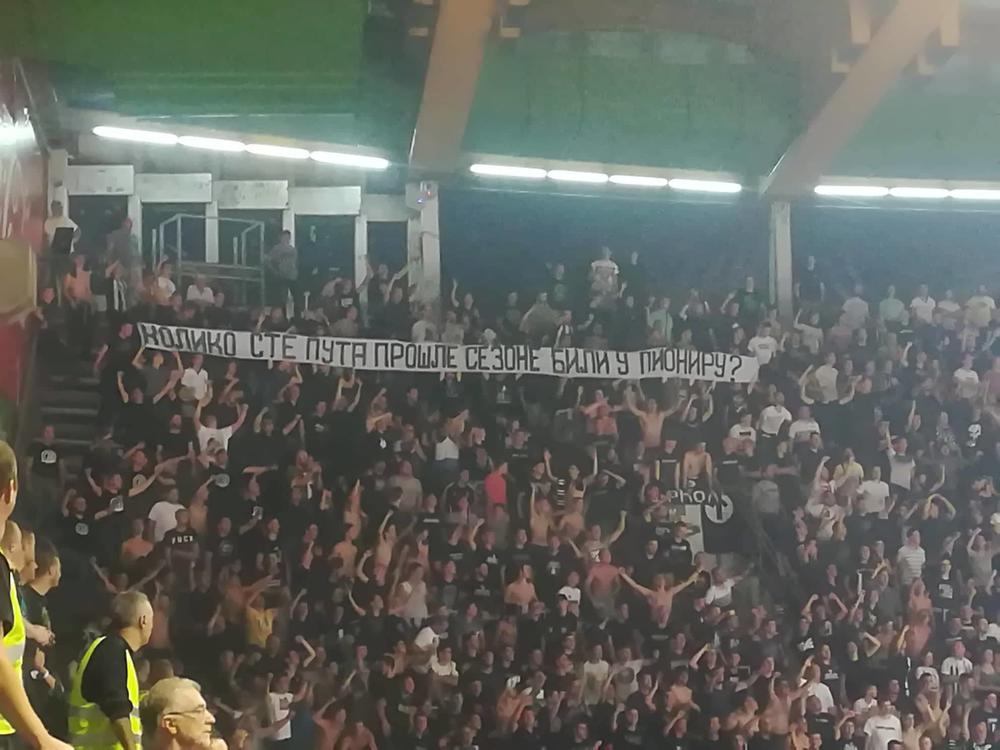 КОЛИКО СТЕ ПУТА ПРОШЛЕ СЕЗОНЕ БИЛИ У ПИОНИРУ?